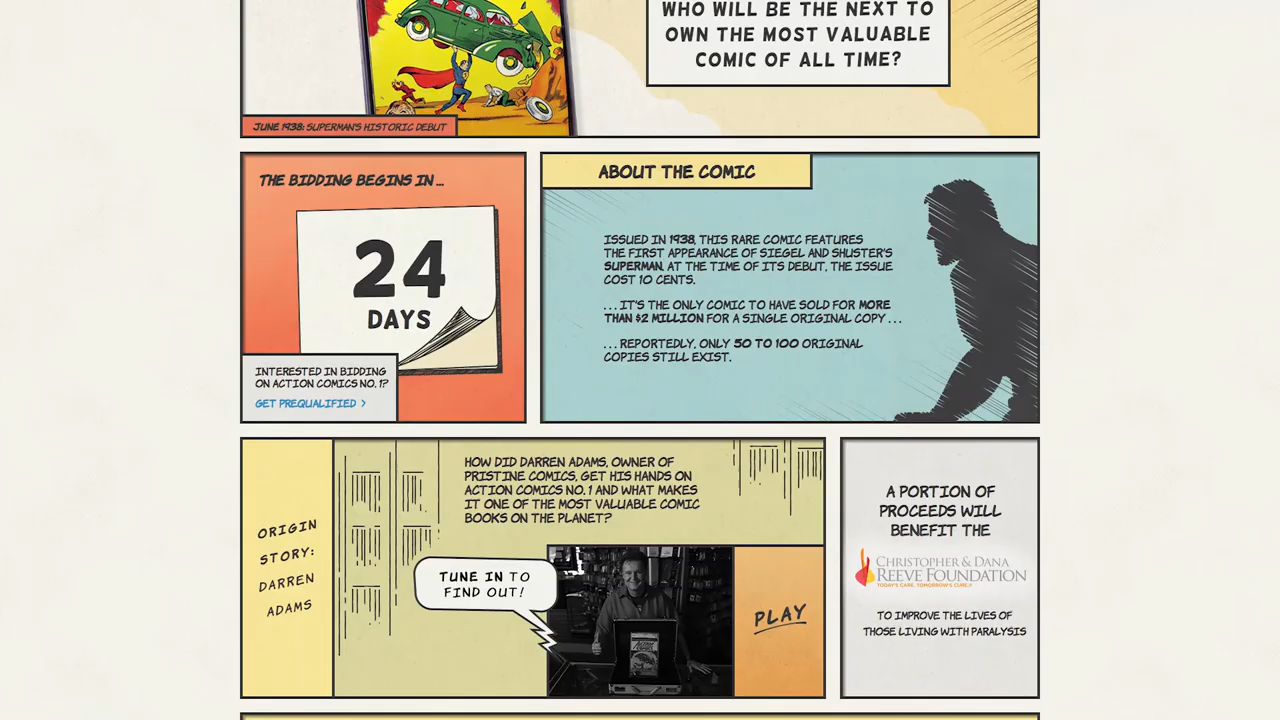 WHO WILL BE THE NEXT TO
OWN THE MOST VALUABLE
COMIC OF ALL TIME?
JUNE 1938: SUPERMAN'S HISTORIC DEBUT
THE BIDDING BEGINS IN ...
24
DAYS
INTERESTED IN BIDDING
ON ACTION COMICS NO. 1?
GET PREQUALIFIED >
ABOUT THE COMIC
ISSUED IN 1938, THIS RARE COMIC FEATURES
THE FIRST APPEARANCE OF SIEGEL AND SHUSTER'S
SUPERMAN. AT THE TIME OF ITS DEBUT, THE ISSUE
COST 10 CENTS.
. . . IT'S THE ONLY COMIC TO HAVE SOLD FOR MORE
THAN $2 MILLION FOR A SINGLE ORIGINAL COPY . . .
. . . REPORTEDLY, ONLY 50 TO 100 ORIGINAL
COPIES STILL EXIST.
ORIGIN
STORY:
DARREN
ADAMS
HOW DID DARREN ADAMS, OWNER OF
PRISTINE COMICS, GET HIS HANDS ON
ACTION COMICS NO. 1 AND WHAT MAKES
IT ONE OF THE MOST VALUABLE COMIC
BOOKS ON THE PLANET?
TUNE IN TO
FIND OUT!
PLAY
A PORTION OF
PROCEEDS WILL
BENEFIT THE
CHRISTOPHER & DANA
REEVE FOUNDATION
TODAY'S CARE. TOMORROW'S CURE.®
TO IMPROVE THE LIVES OF
THOSE LIVING WITH PARALYSIS